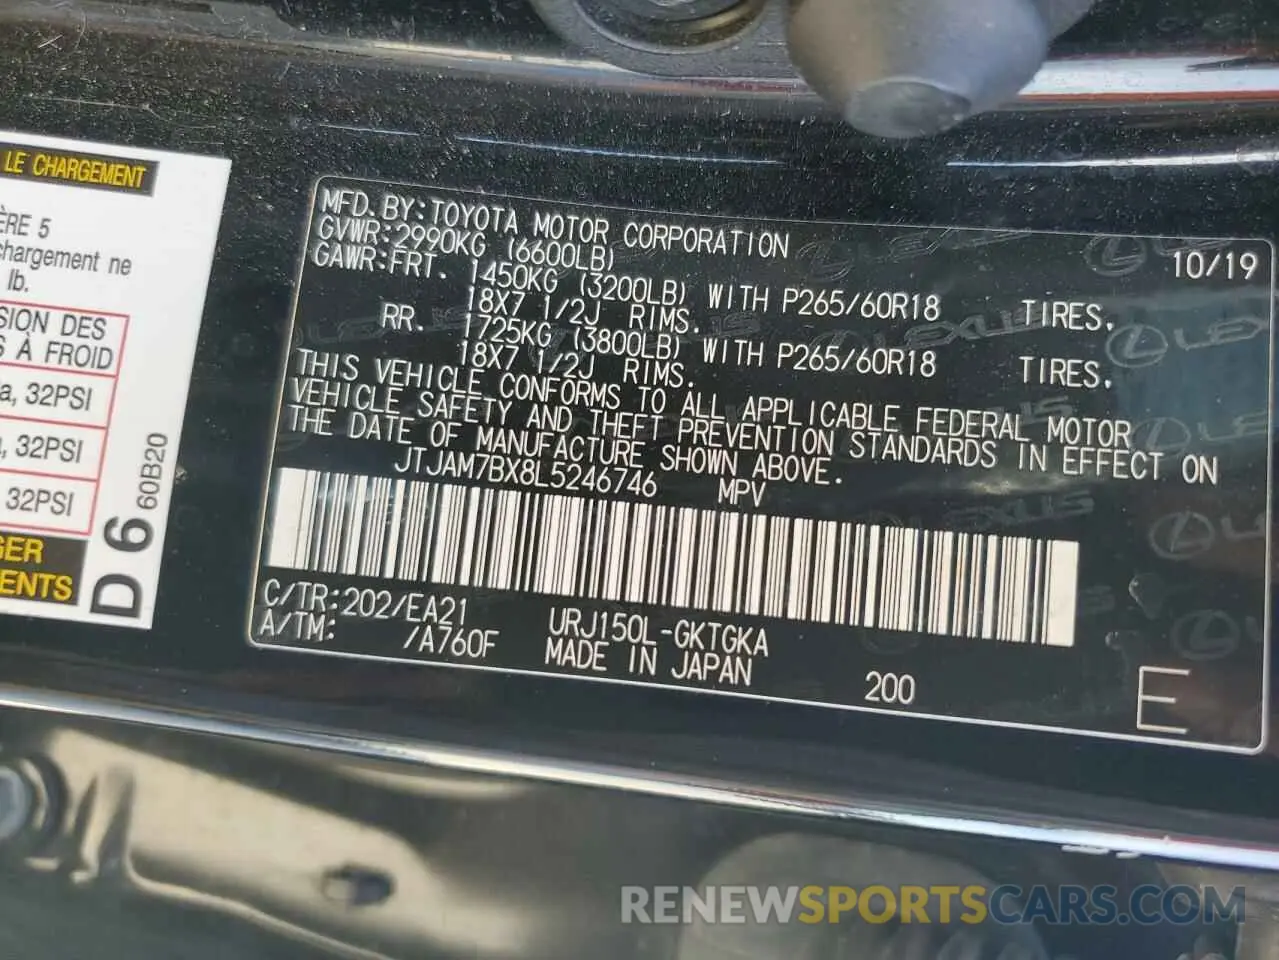 LE CHARGEMENT
ÈRE 5
chargement ne
lb.
SION DES
S À FROID
a, 32PSI
a, 32PSI
32PSI
GER
ENTS
D 6
60B20
MFD. BY: TOYOTA MOTOR CORPORATION 10/19
GVWR: 2990KG (6600LB)
GAWR: FRT. 1450KG (3200LB) WITH P265/60R18 TIRES.
18X7 1/2J RIMS.
RR. 1725KG (3800LB) WITH P265/60R18 TIRES.
18X7 1/2J RIMS.
THIS VEHICLE CONFORMS TO ALL APPLICABLE FEDERAL MOTOR
VEHICLE SAFETY AND THEFT PREVENTION STANDARDS IN EFFECT ON
THE DATE OF MANUFACTURE SHOWN ABOVE.
JTJAM7BX8L5246746 MPV
C/TR: 202/EA21 URJ150L-GKTGKA
A/TM: /A760F MADE IN JAPAN 200 E
LEXUS
LEXUS
LEXUS
RENEWSPORTSCARS.COM